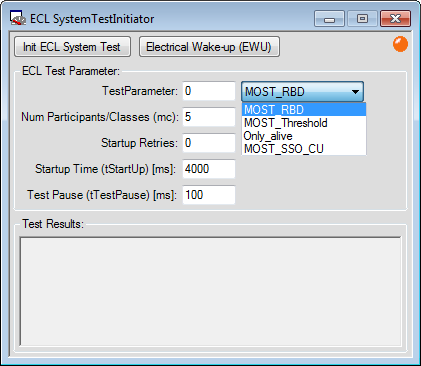 ECL SystemTestInitiator
Init ECL System Test Electrical Wake-up (EWU)
ECL Test Parameter:
TestParameter: 0 MOST_RBD
MOST_RBD
Num Participants/Classes (mc): 5
MOST_Threshold
Only_alive
Startup Retries: 0
MOST_SSO_CU
Startup Time (tStartUp) [ms]: 4000
Test Pause (tTestPause) [ms]: 100
Test Results: